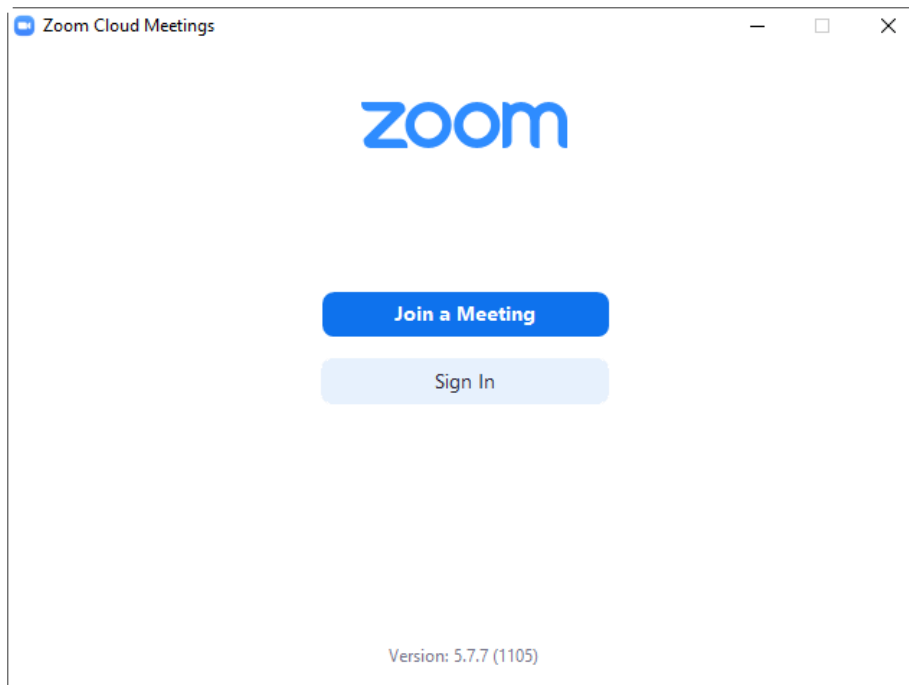 Zoom Cloud Meetings
zoom
Join a Meeting
Sign In
Version: 5.7.7 (1105)